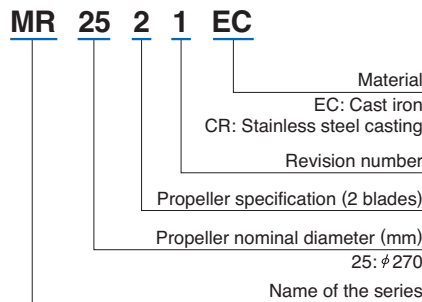 MR 25 2 1 EC
Material
EC: Cast iron
CR: Stainless steel casting
Revision number
Propeller specification (2 blades)
Propeller nominal diameter (mm)
25: φ270
Name of the series